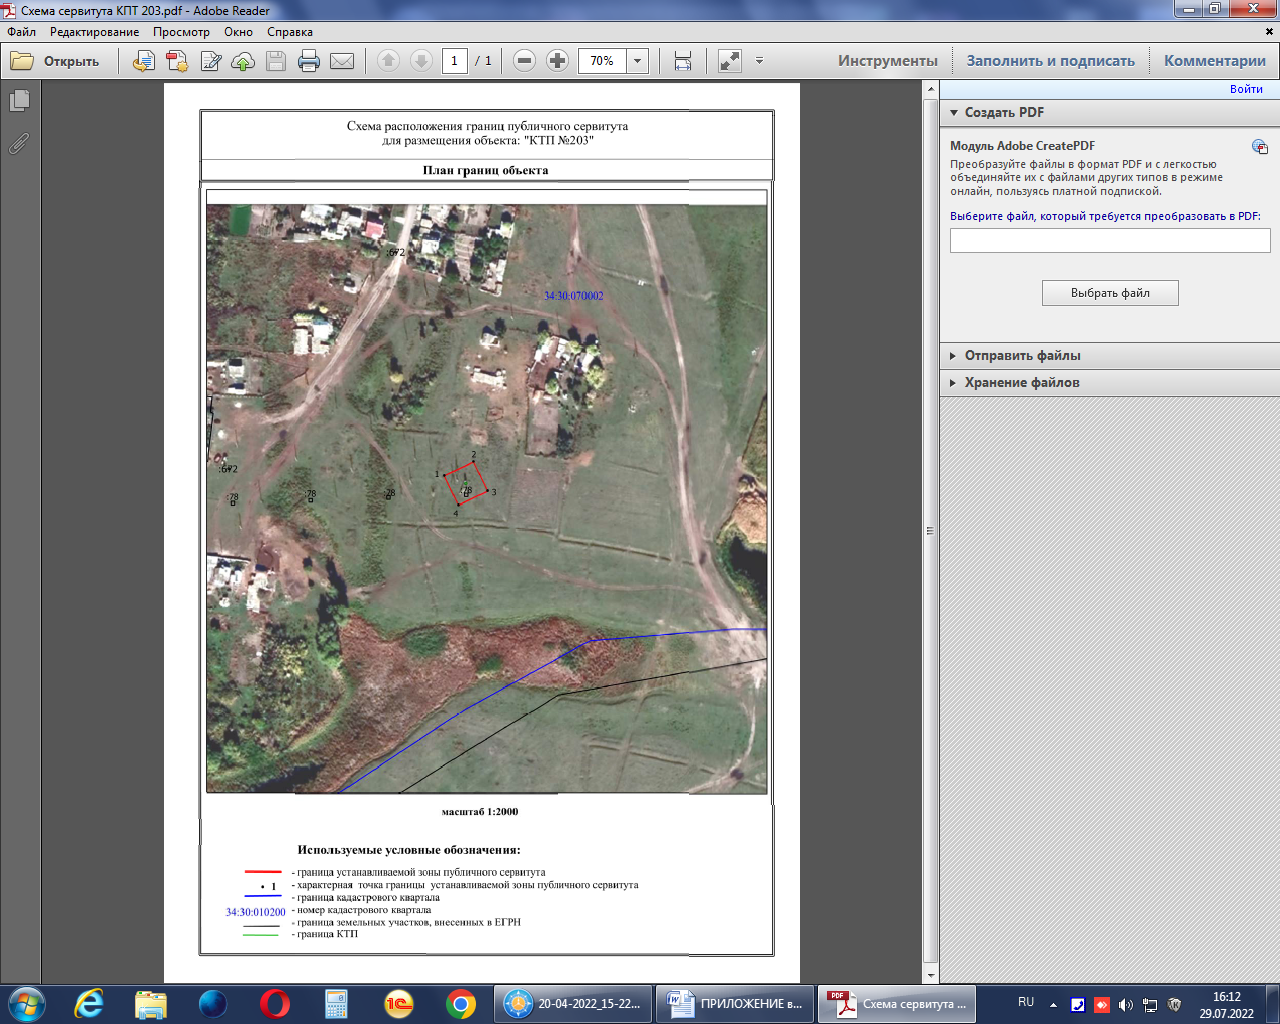 Схема сервитута КПТ 203.pdf - Adobe Reader
Файл Редактирование Просмотр Окно Справка
Открыть 1 / 1 70% Инструменты Заполнить и подписать Комментарии
Войти
Создать PDF
Модуль Adobe CreatePDF
Преобразуйте файлы в формат PDF и с легкостью
объединяйте их с файлами других типов в режиме
онлайн, пользуясь платной подпиской.
Выберите файл, который требуется преобразовать в PDF:
Выбрать файл
Отправить файлы
Хранение файлов
Схема расположения границ публичного сервитута
для размещения объекта: "КТП №203"
План границ объекта
:672
34:30:070002
2
1
:672
:78 :78 :78 :78 3
4
масштаб 1:2000
Используемые условные обозначения:
- граница устанавливаемой зоны публичного сервитута
• 1 - характерная точка границы устанавливаемой зоны публичного сервитута
- граница кадастрового квартала
34:30:010200 - номер кадастрового квартала
- граница земельных участков, внесенных в ЕГРН
- граница КТП
20-04-2022_15-22... ПРИЛОЖЕНИЕ в... Схема сервитута ... RU 16:12
29.07.2022